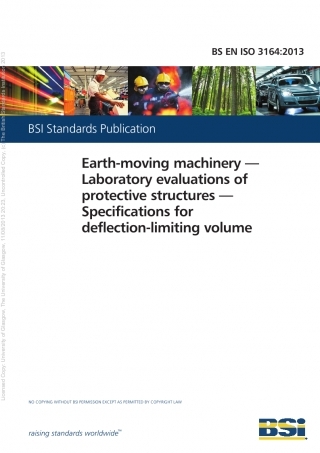 BS EN ISO 3164:2013
BSI Standards Publication
Earth-moving machinery —
Laboratory evaluations of
protective structures —
Specifications for
deflection-limiting volume
NO COPYING WITHOUT BSI PERMISSION EXCEPT AS PERMITTED BY COPYRIGHT LAW
raising standards worldwide™
BSi
Licensed Copy: University of Glasgow, The University of Glasgow, 11/09/2013 20:23, Uncontrolled Copy, (c) The British Standards Institution 2013